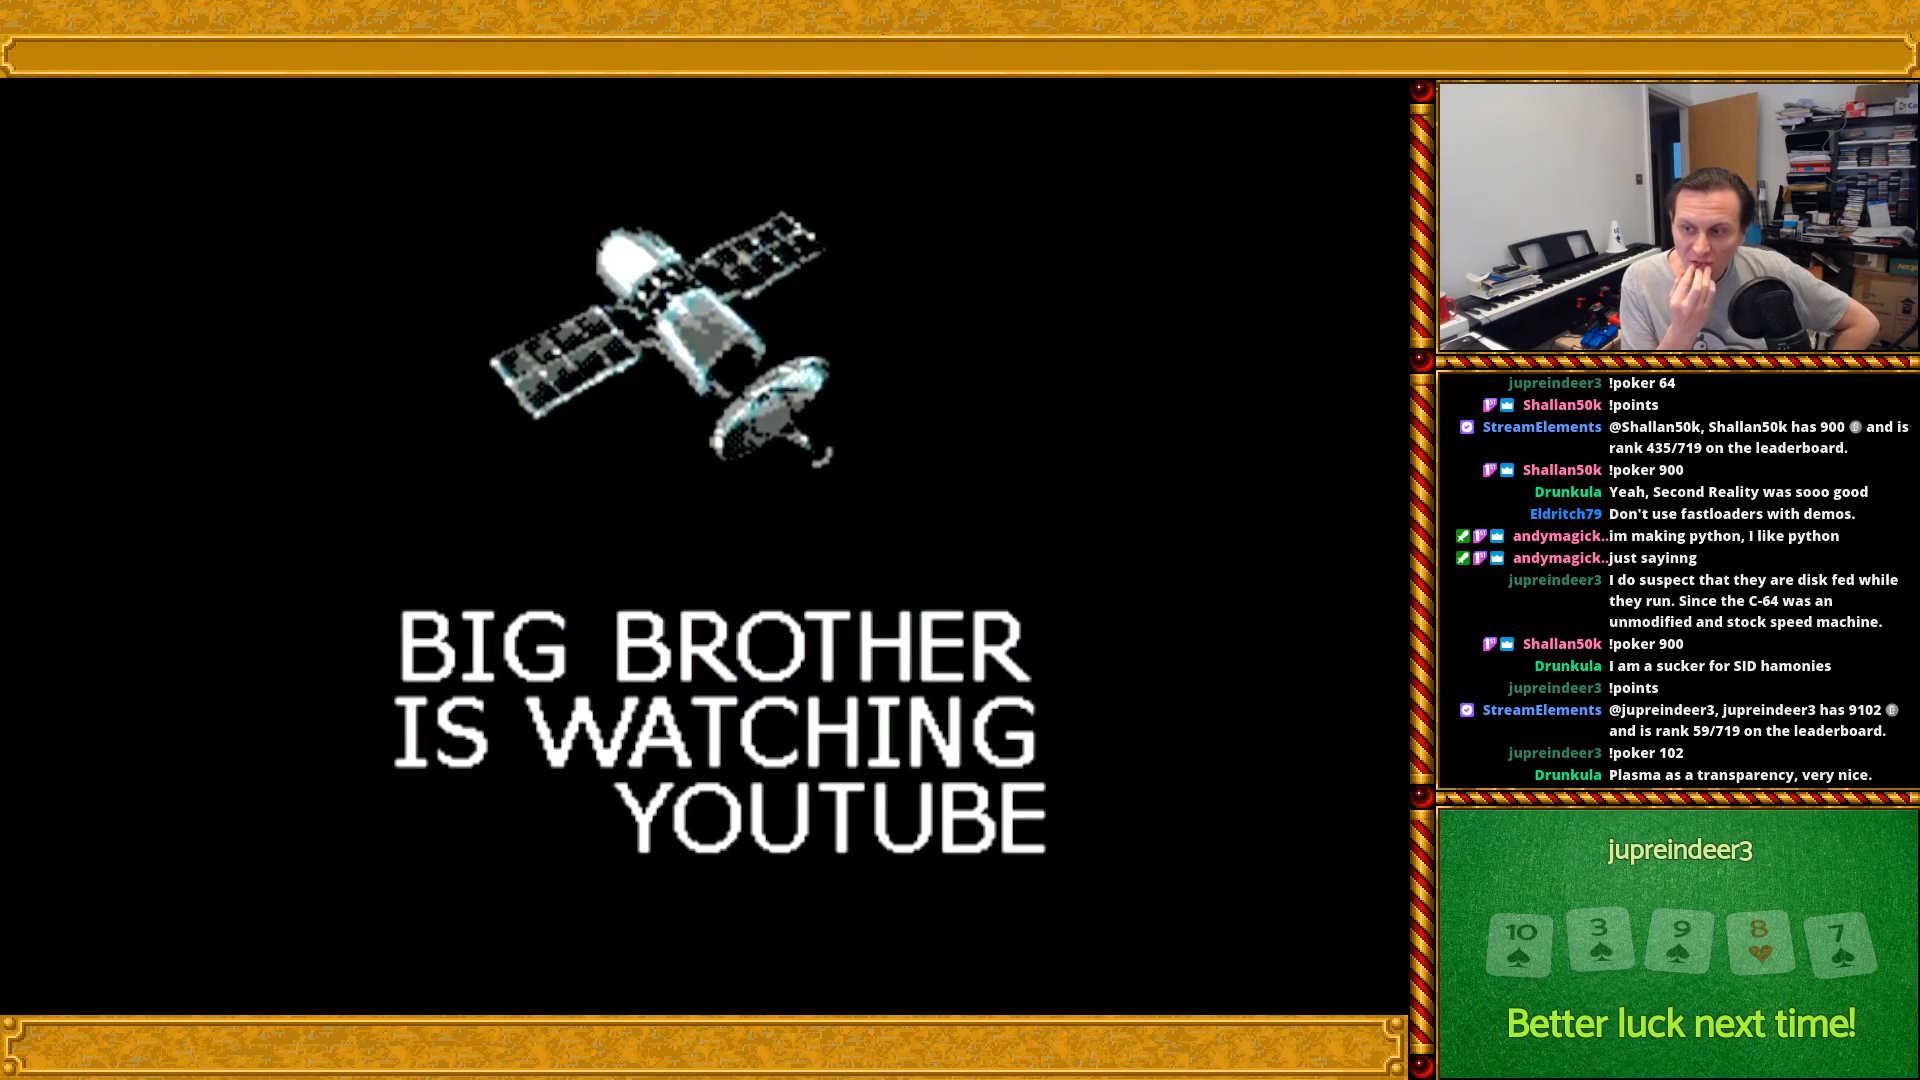 BIG BROTHER
IS WATCHING
YOUTUBE
jupreindeer3 !poker 64
Shallan50k !points
StreamElements @Shallan50k, Shallan50k has 900 and is
rank 435/719 on the leaderboard.
Shallan50k !poker 900
Drunkula Yeah, Second Reality was sooo good
Eldritch79 Don't use fastloaders with demos.
andymagick.. im making python, I like python
andymagick.. just sayinng
jupreindeer3 I do suspect that they are disk fed while
they run. Since the C-64 was an
unmodified and stock speed machine.
Shallan50k !poker 900
Drunkula I am a sucker for SID hamonies
jupreindeer3 !points
StreamElements @jupreindeer3, jupreindeer3 has 9102
and is rank 59/719 on the leaderboard.
jupreindeer3 !poker 102
Drunkula Plasma as a transparency, very nice.
jupreindeer3
10 3 9 8 7
Better luck next time!